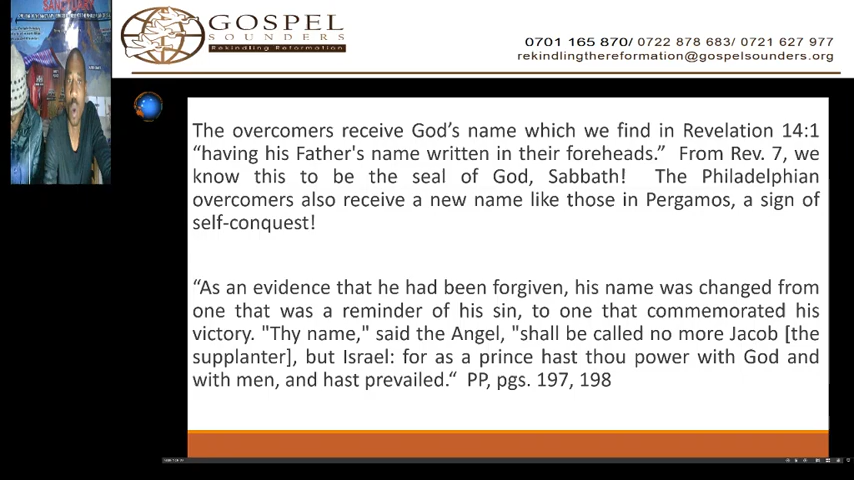 SANCTUARY
GOSPEL
SOUNDERS
Rekindling Reformation
0701 165 870/ 0722 878 683/ 0721 627 977
rekindlingthereformation@gospelsounders.org
The overcomers receive God's name which we find in Revelation 14:1
“having his Father's name written in their foreheads.”  From Rev. 7, we
know this to be the seal of God, Sabbath!   The Philadelphian
overcomers also receive a new name like those in Pergamos, a sign of
self-conquest!
“As an evidence that he had been forgiven, his name was changed from
one that was a reminder of his sin, to one that commemorated his
victory. "Thy name," said the Angel, "shall be called no more Jacob [the
supplanter], but Israel: for as a prince hast thou power with God and
with men, and hast prevailed.“  PP, pgs. 197, 198